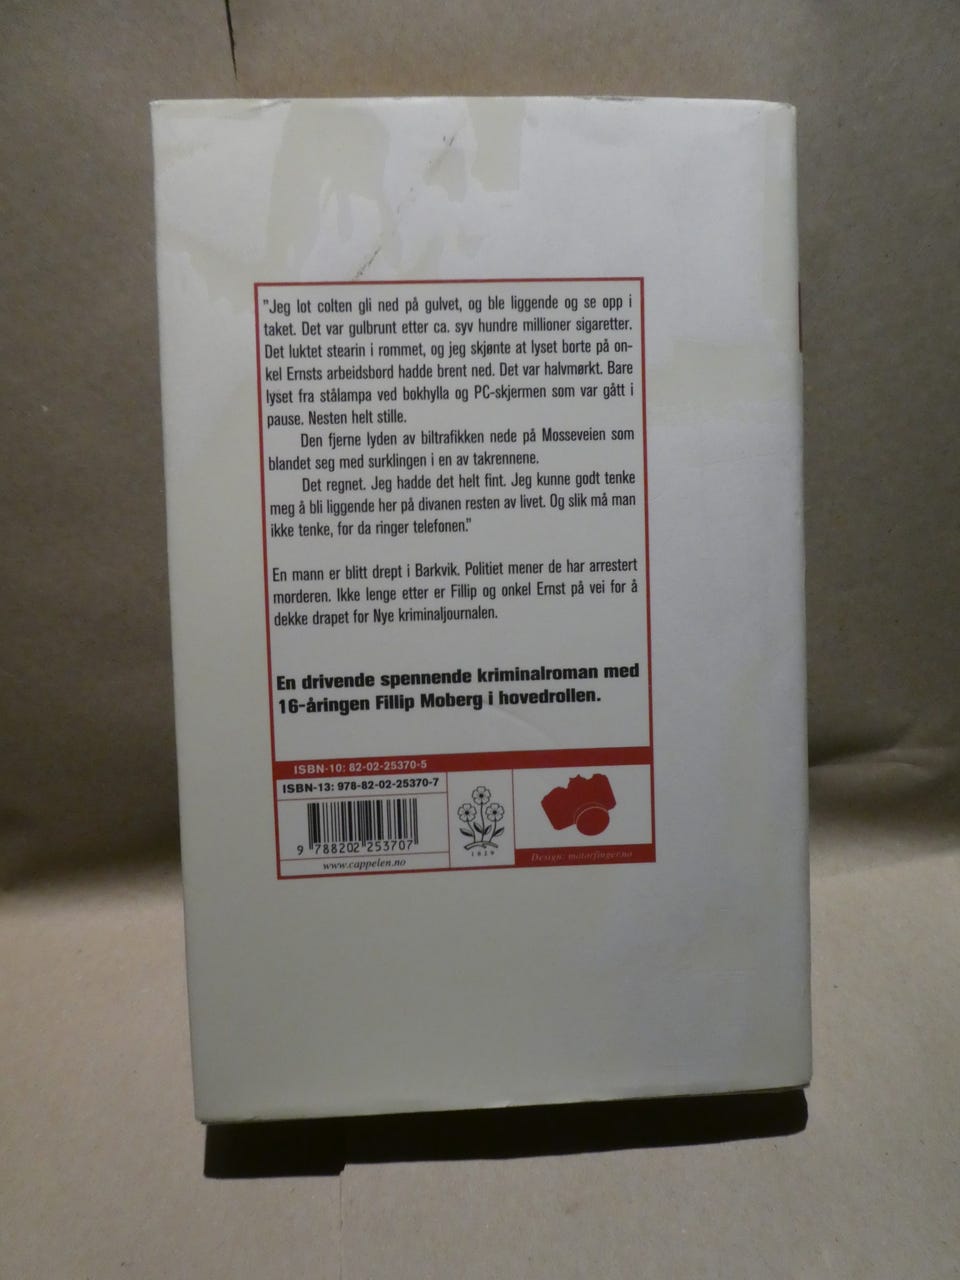 "Jeg lot colten gli ned på gulvet, og ble liggende og se opp i
taket. Det var gulbrunt etter ca. syv hundre millioner sigaretter.
Det luktet stearin i rommet, og jeg skjønte at lyset borte på on-
kel Ernsts arbeidsbord hadde brent ned. Det var halvmørkt. Bare
lyset fra stålampa ved bokhylla og PC-skjermen som var gått i
pause. Nesten helt stille.
Den fjerne lyden av biltrafikken nede på Mosseveien som
blandet seg med surklingen i en av takrennene.
Det regnet. Jeg hadde det helt fint. Jeg kunne godt tenke
meg å bli liggende her på divanen resten av livet. Og slik må man
ikke tenke, for da ringer telefonen."
En mann er blitt drept i Barkvik. Politiet mener de har arrestert
morderen. Ikke lenge etter er Fillip og onkel Ernst på vei for å
dekke drapet for Nye kriminaljournalen.
En drivende spennende kriminalroman med
16-åringen Fillip Moberg i hovedrollen.
ISBN-10: 82-02-25370-5
ISBN-13: 978-82-02-25370-7
9 788202 253707
www.cappelen.no
1829
Design: motorfinger.no